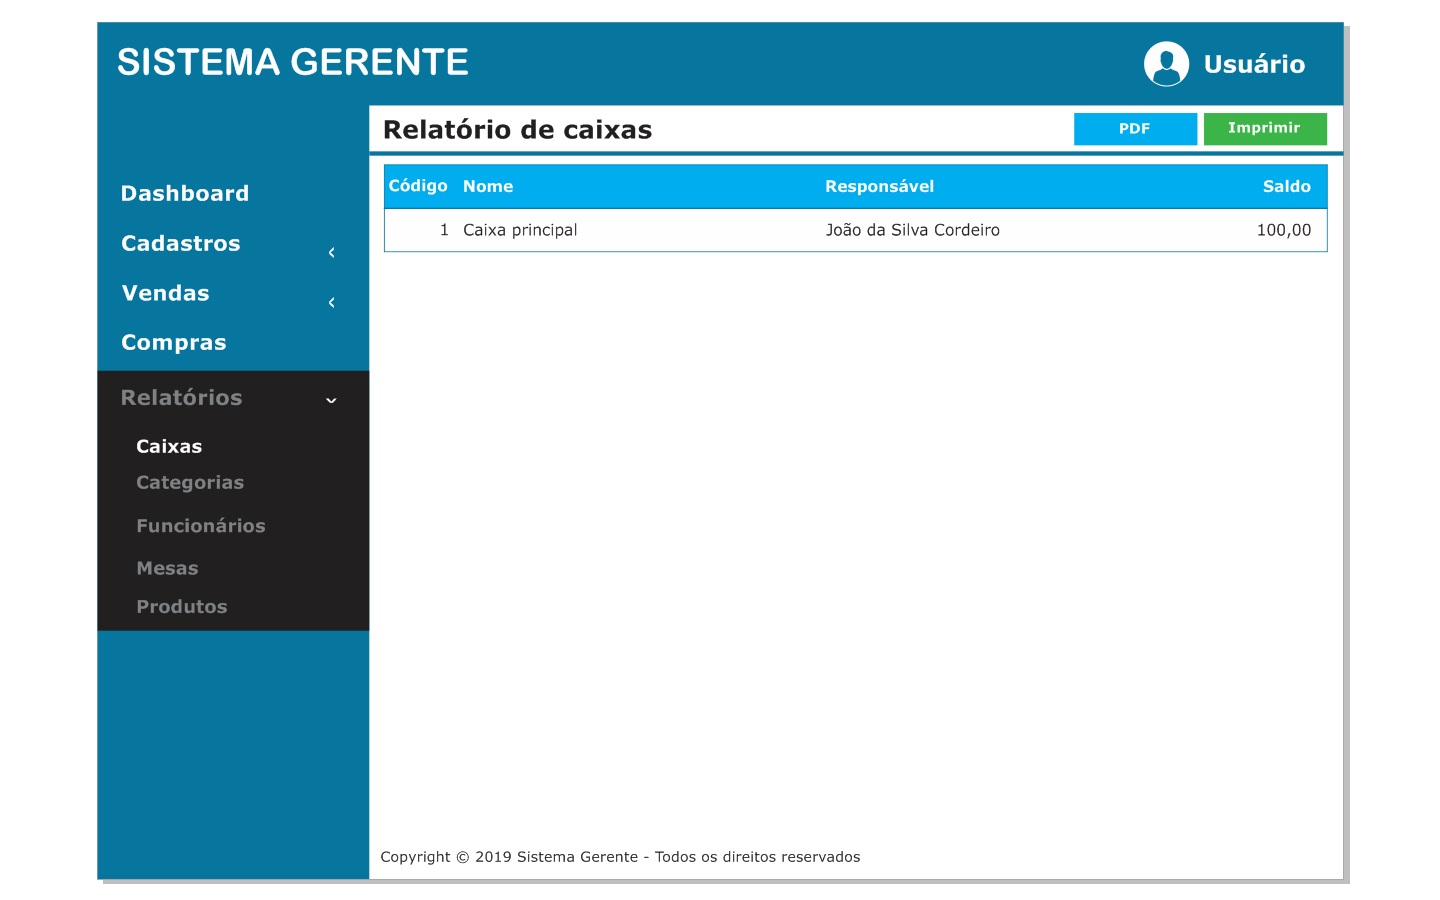 SISTEMA GERENTE
Usuário
Relatório de caixas
PDF
Imprimir
Dashboard
Cadastros
Vendas
Compras
Relatórios
Caixas
Categorias
Funcionários
Mesas
Produtos
Código Nome Responsável Saldo
1 Caixa principal João da Silva Cordeiro 100,00
Copyright © 2019 Sistema Gerente - Todos os direitos reservados